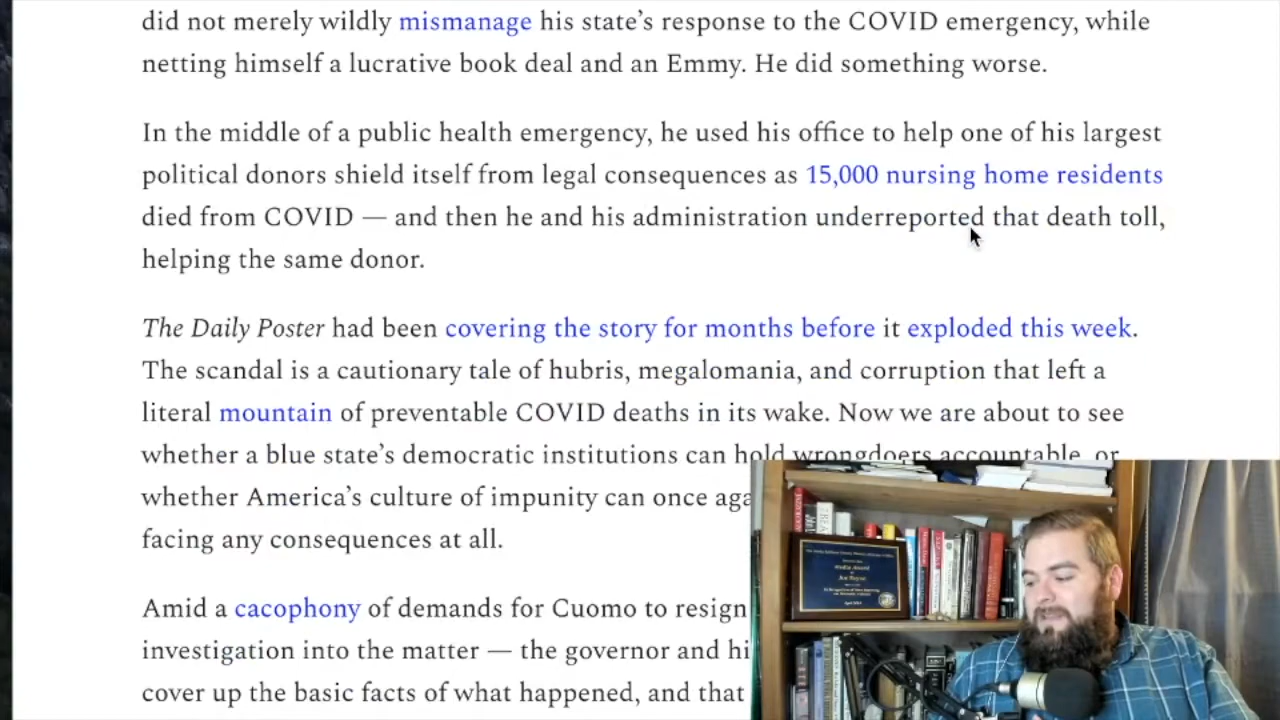 did not merely wildly mismanage his state’s response to the COVID emergency, while
netting himself a lucrative book deal and an Emmy. He did something worse.
In the middle of a public health emergency, he used his office to help one of his largest
political donors shield itself from legal consequences as 15,000 nursing home residents
died from COVID — and then he and his administration underreported that death toll,
helping the same donor.
The Daily Poster had been covering the story for months before it exploded this week.
The scandal is a cautionary tale of hubris, megalomania, and corruption that left a
literal mountain of preventable COVID deaths in its wake. Now we are about to see
whether a blue state’s democratic institutions can hold wrongdoers accountable, or
whether America’s culture of impunity can once aga
facing any consequences at all.
Amid a cacophony of demands for Cuomo to resign
investigation into the matter — the governor and hi
cover up the basic facts of what happened, and that
Media Award